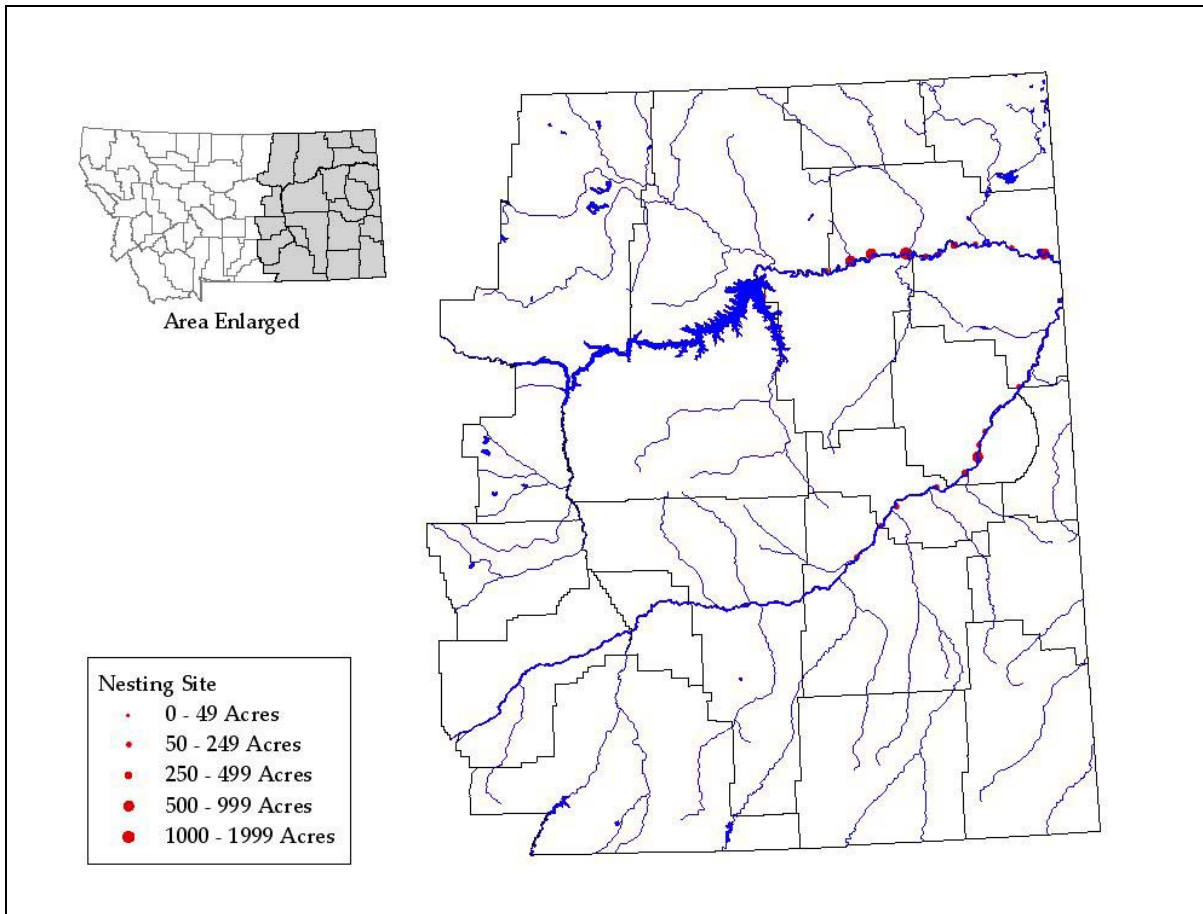 Area Enlarged
Nesting Site
0 - 49 Acres
50 - 249 Acres
250 - 499 Acres
500 - 999 Acres
1000 - 1999 Acres